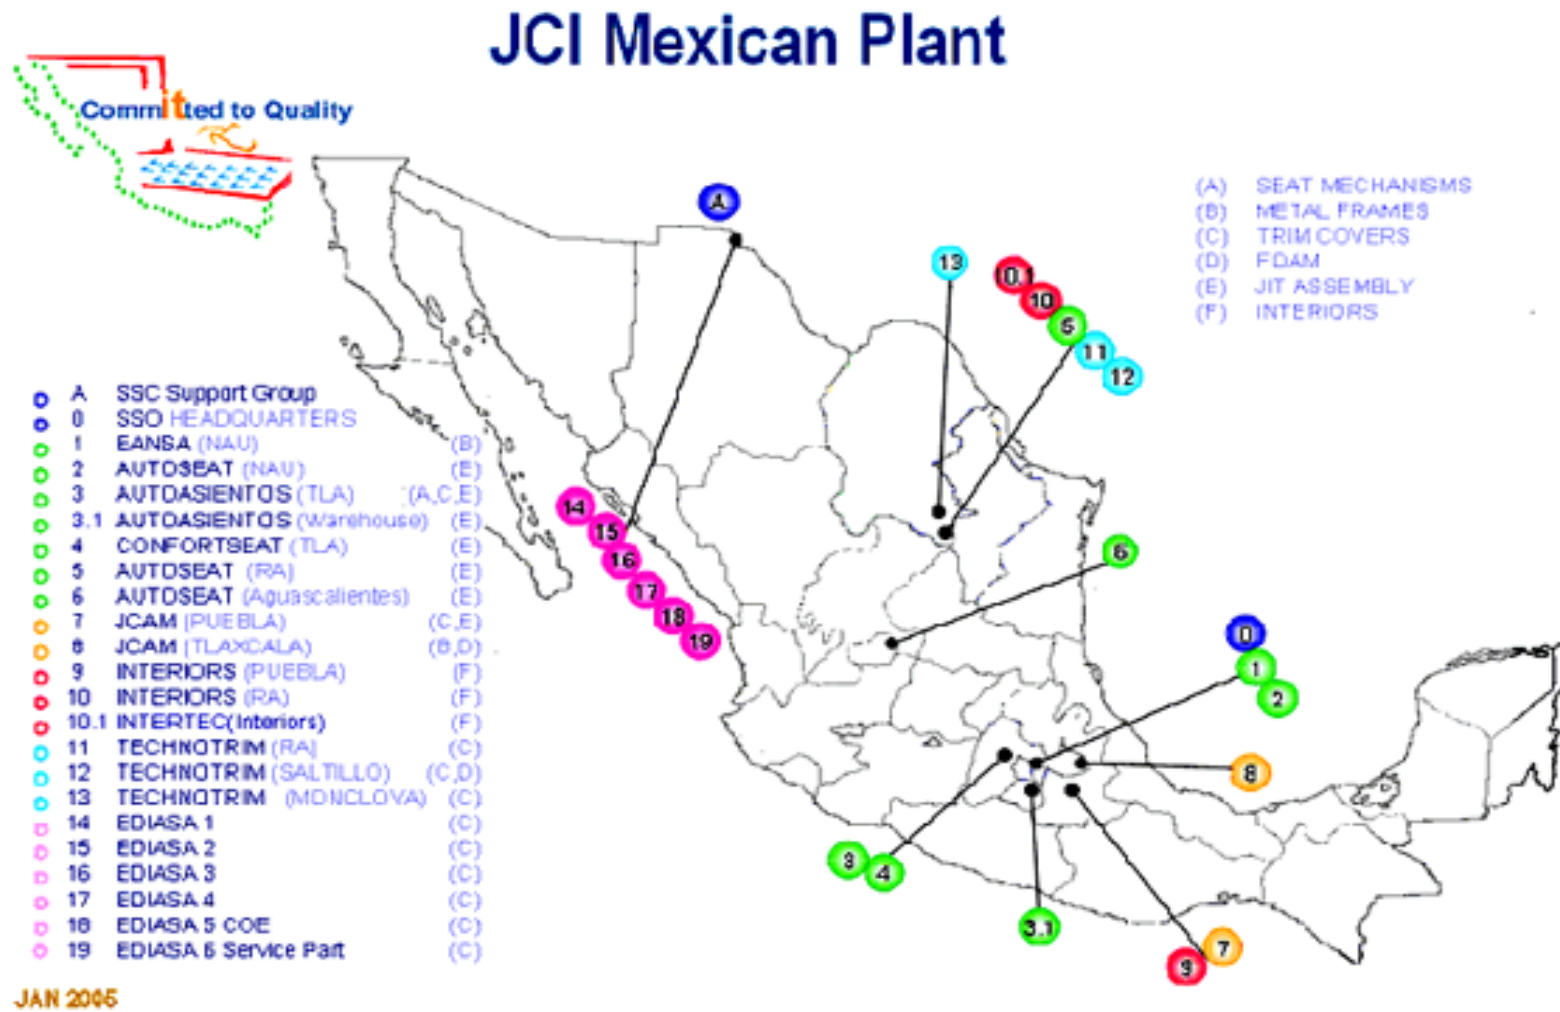 JCI Mexican Plant
Committed to Quality
(A) SEAT MECHANISMS
(B) METAL FRAMES
(C) TRIM COVERS
(D) FOAM
(E) JIT ASSEMBLY
(F) INTERIORS
A
13
10.1
10
5
11
12
A SSC Support Group
0 SSO HEADQUARTERS
1 EANSA (NAU) (B)
2 AUTOSEAT (NAU) (E)
3 AUTOASIENTOS (TLA) (A,C,E)
3.1 AUTOASIENTOS (Warehouse) (E)
4 CONFORTSEAT (TLA) (E)
5 AUTOSEAT (RA) (E)
6 AUTOSEAT (Aguascalientes) (E)
7 JCAM (PUEBLA) (C,E)
8 JCAM (TLAXCALA) (B,D)
9 INTERIORS (PUEBLA) (F)
10 INTERIORS (RA) (F)
10.1 INTERTEC(Interiors) (F)
11 TECHNOTRIM (RA) (C)
12 TECHNOTRIM (SALTILLO) (C,D)
13 TECHNOTRIM (MONCLOVA) (C)
14 EDIASA 1 (C)
15 EDIASA 2 (C)
16 EDIASA 3 (C)
17 EDIASA 4 (C)
18 EDIASA 5 COE (C)
19 EDIASA 6 Service Part (C)
14
15
16
17
18
19
6
0
1
2
8
3
4
3.1
7
9
JAN 2005